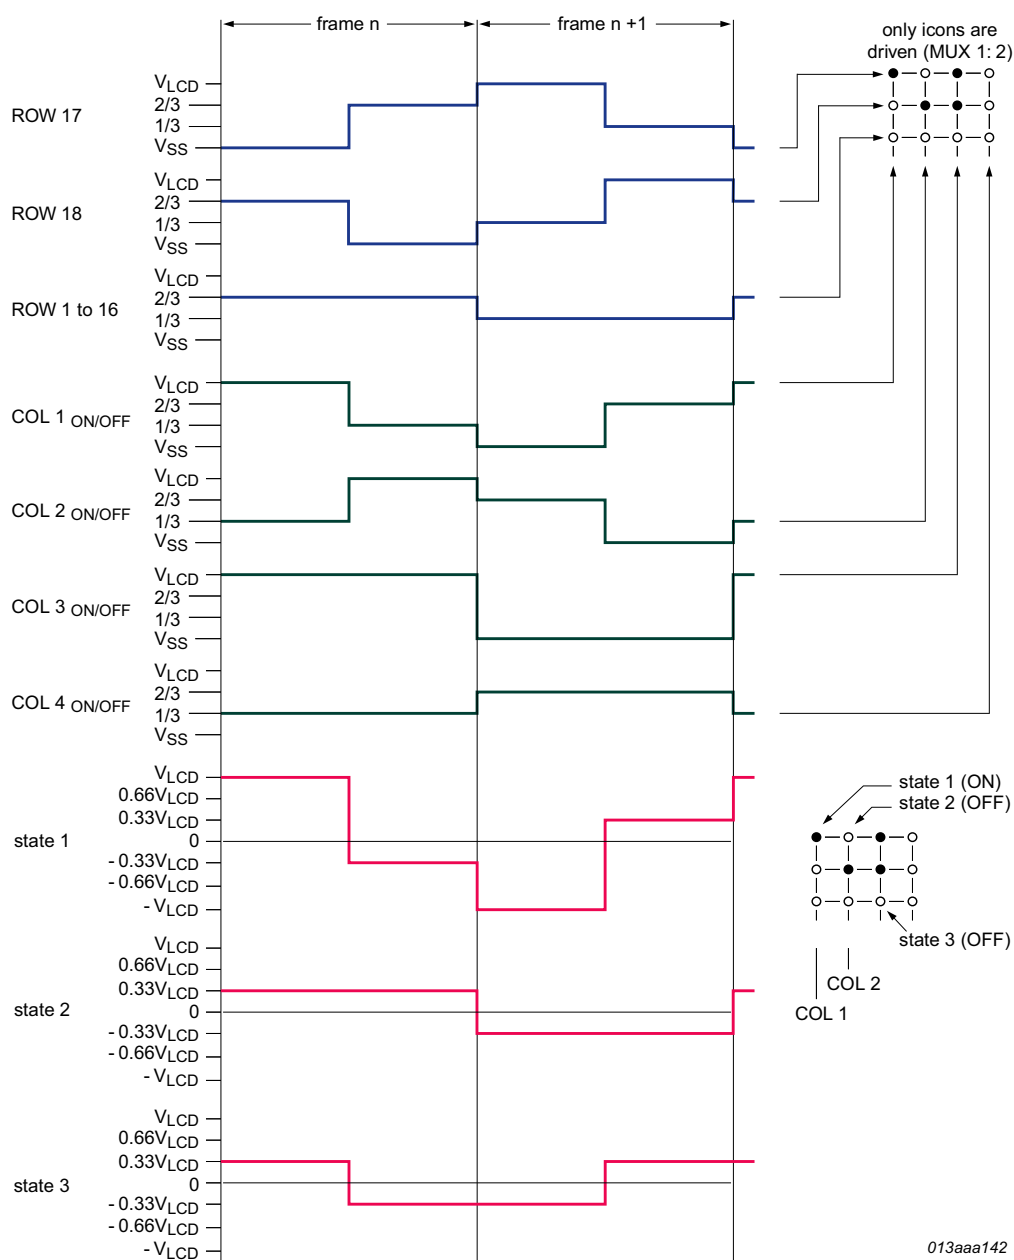 frame n
frame n +1
only icons are
driven (MUX 1: 2)
ROW 17
VLCD
2/3
1/3
VSS
ROW 18
VLCD
2/3
1/3
VSS
ROW 1 to 16
VLCD
2/3
1/3
VSS
COL 1 ON/OFF
VLCD
2/3
1/3
VSS
COL 2 ON/OFF
VLCD
2/3
1/3
VSS
COL 3 ON/OFF
VLCD
2/3
1/3
VSS
COL 4 ON/OFF
VLCD
2/3
1/3
VSS
state 1
VLCD
0.66VLCD
0.33VLCD
0
- 0.33VLCD
- 0.66VLCD
- VLCD
state 1 (ON)
state 2 (OFF)
state 3 (OFF)
COL 2
COL 1
state 2
VLCD
0.66VLCD
0.33VLCD
0
- 0.33VLCD
- 0.66VLCD
- VLCD
state 3
VLCD
0.66VLCD
0.33VLCD
0
- 0.33VLCD
- 0.66VLCD
- VLCD
013aaa142